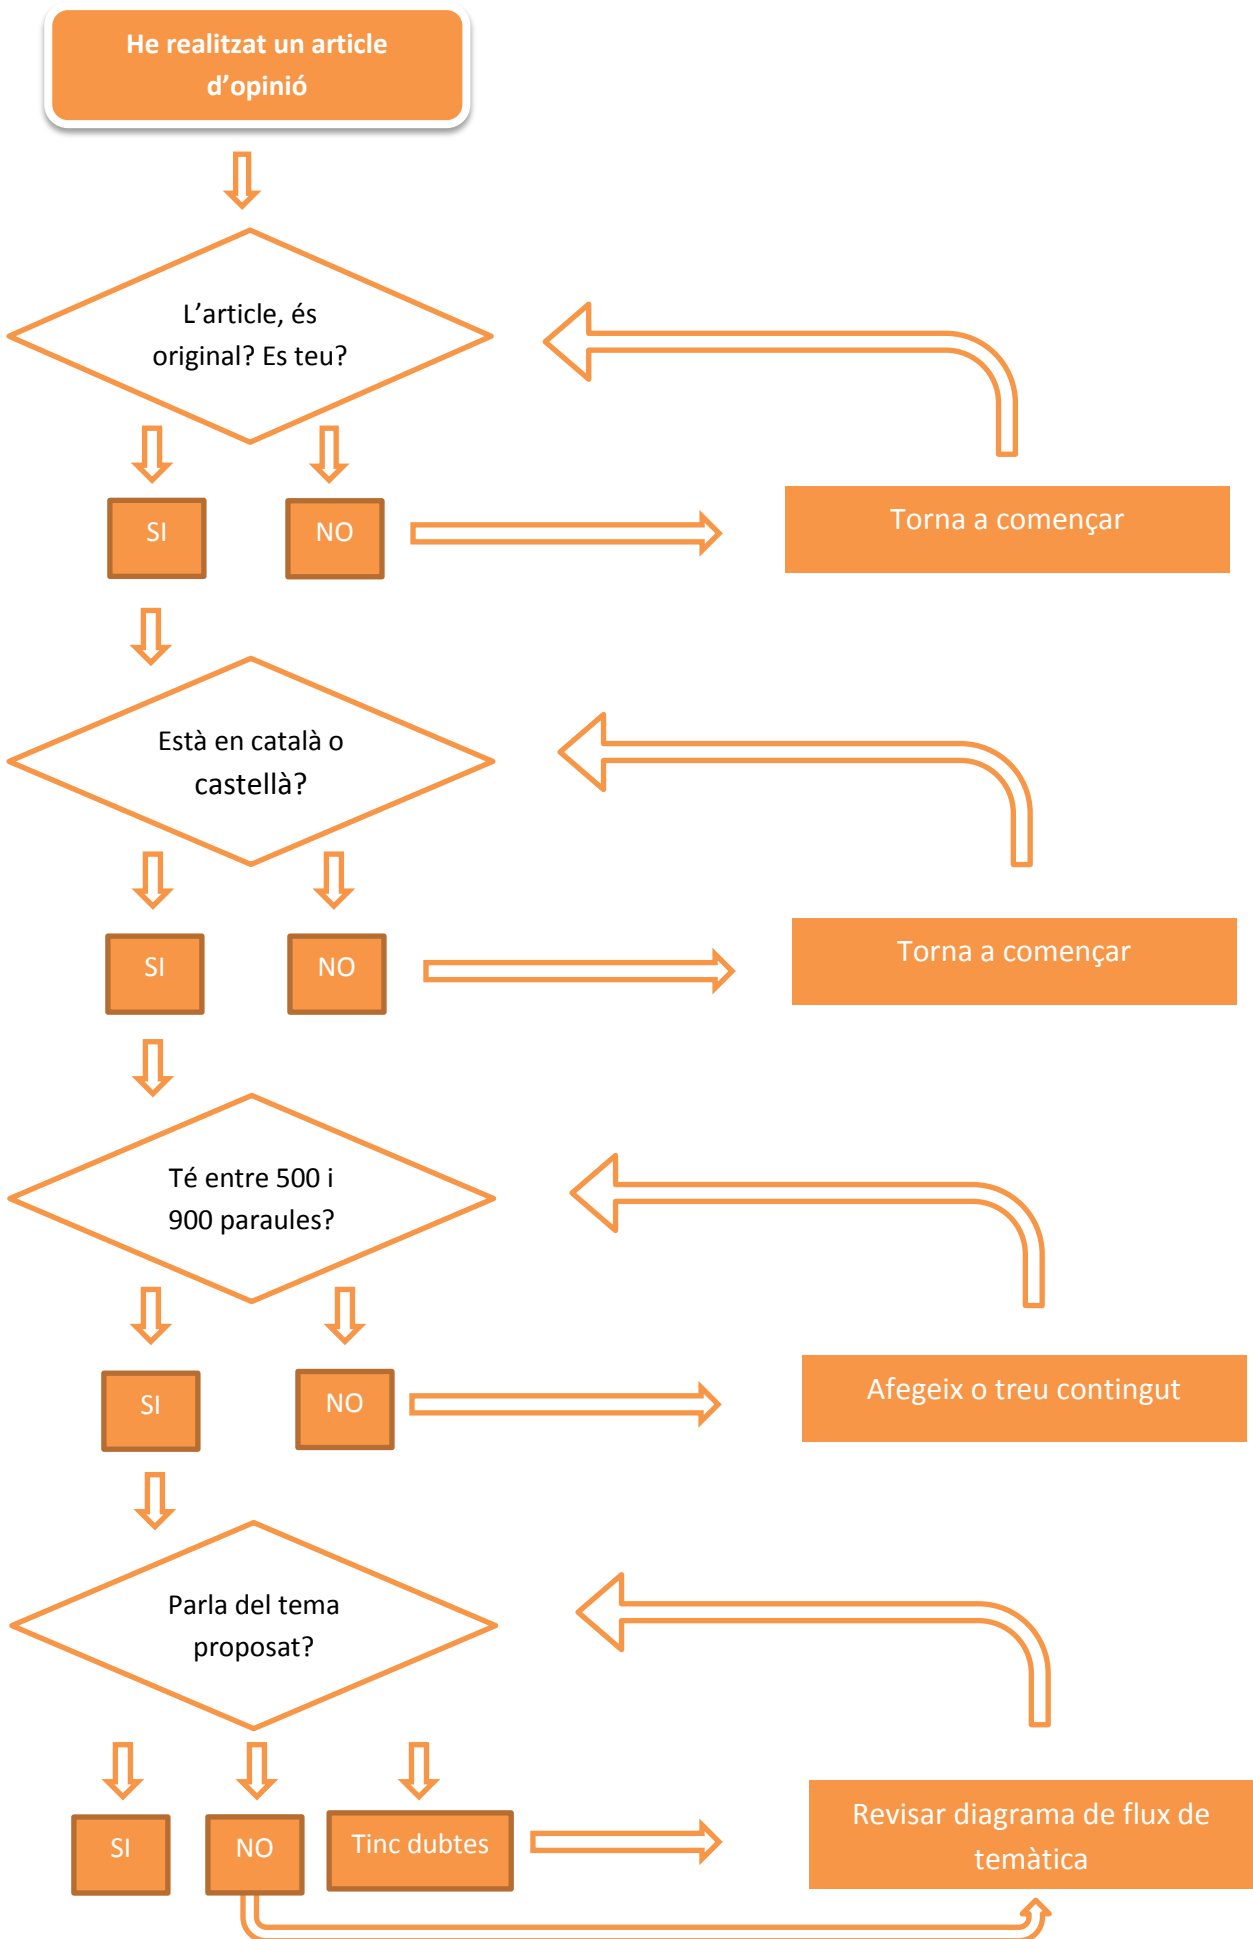 He realitzat un article
d’opinió
L’article, és
original? Es teu?
SI
NO
Torna a començar
Està en català o
castellà?
SI
NO
Torna a començar
Té entre 500 i
900 paraules?
SI
NO
Afegeix o treu contingut
Parla del tema
proposat?
SI
NO
Tinc dubtes
Revisar diagrama de flux de
temàtica